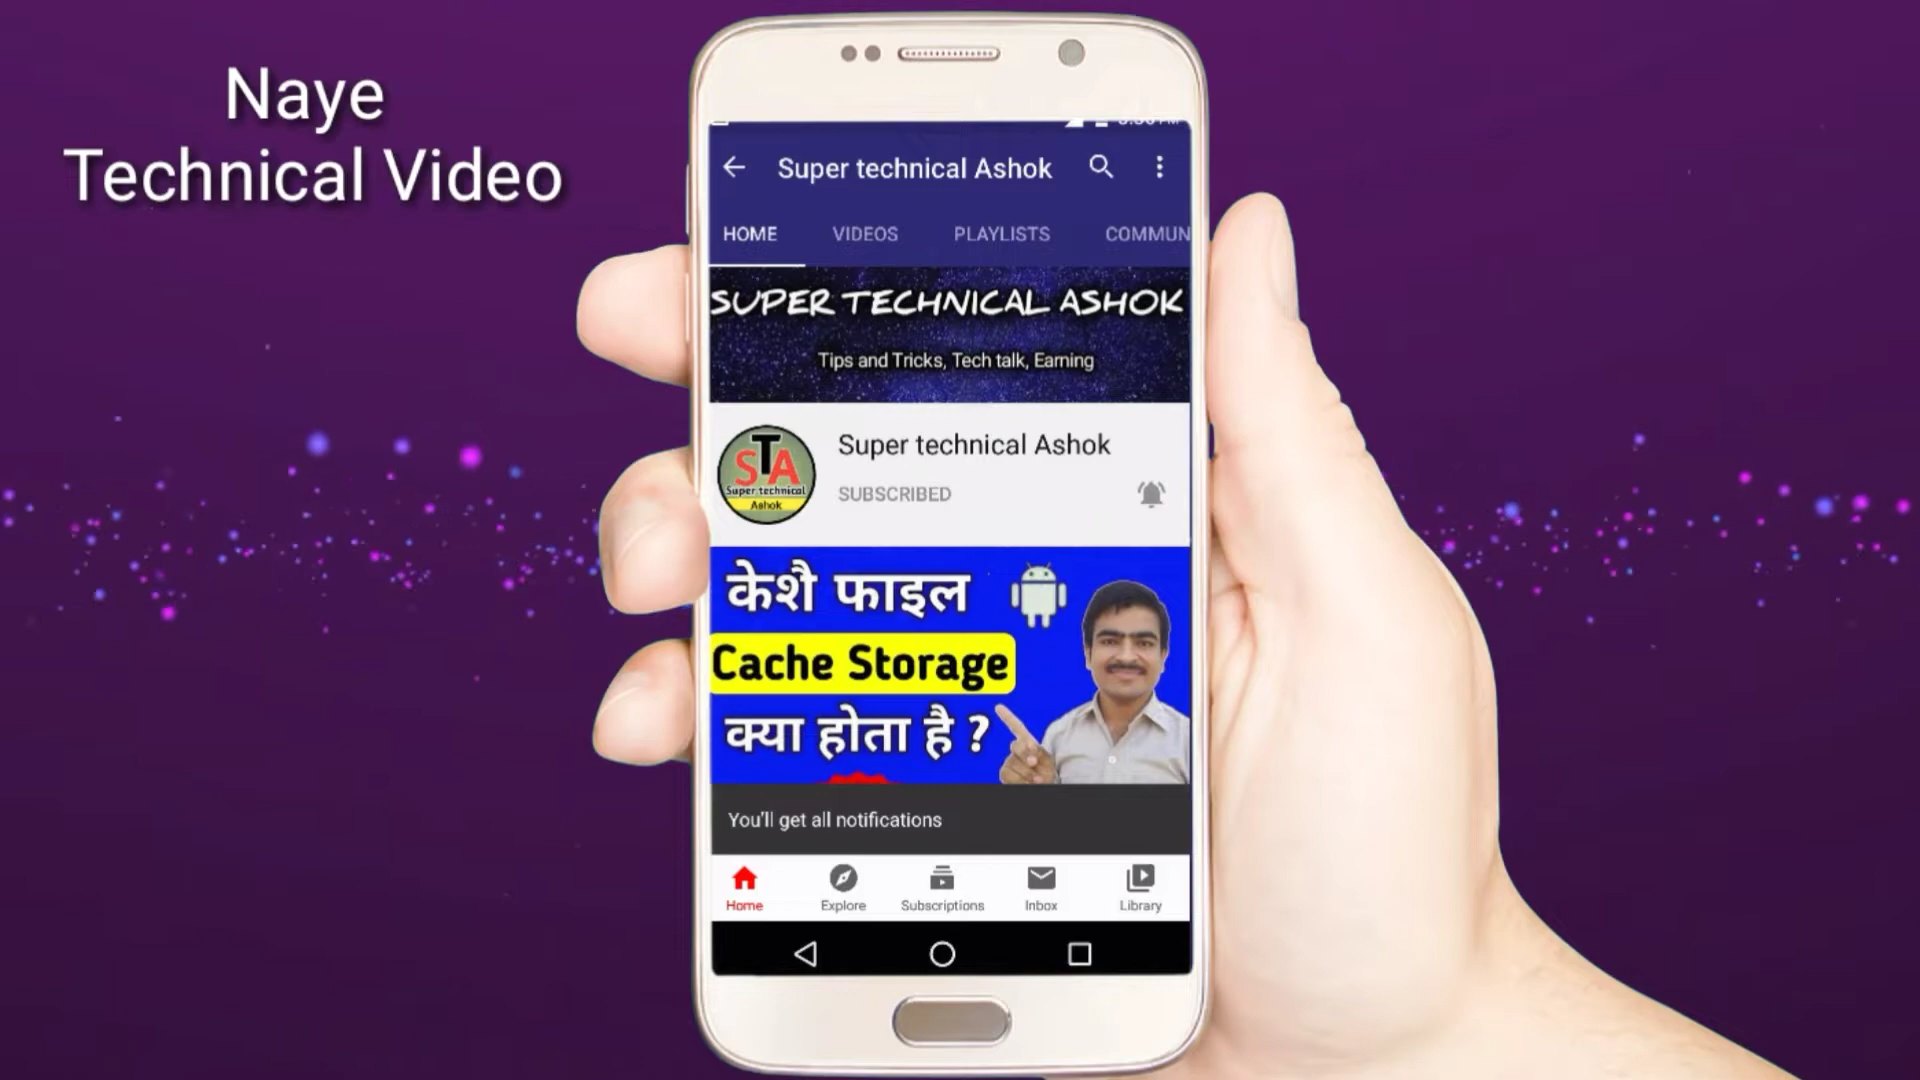 Naye
Technical Video
Super technical Ashok
HOME VIDEOS PLAYLISTS COMMUN
SUPER TECHNICAL ASHOK
Tips and Tricks, Tech talk, Earning
STA
Super technical
Ashok
Super technical Ashok
SUBSCRIBED
केशै फाइल
Cache Storage
क्या होता है ?
You'll get all notifications
Home Explore Subscriptions Inbox Library